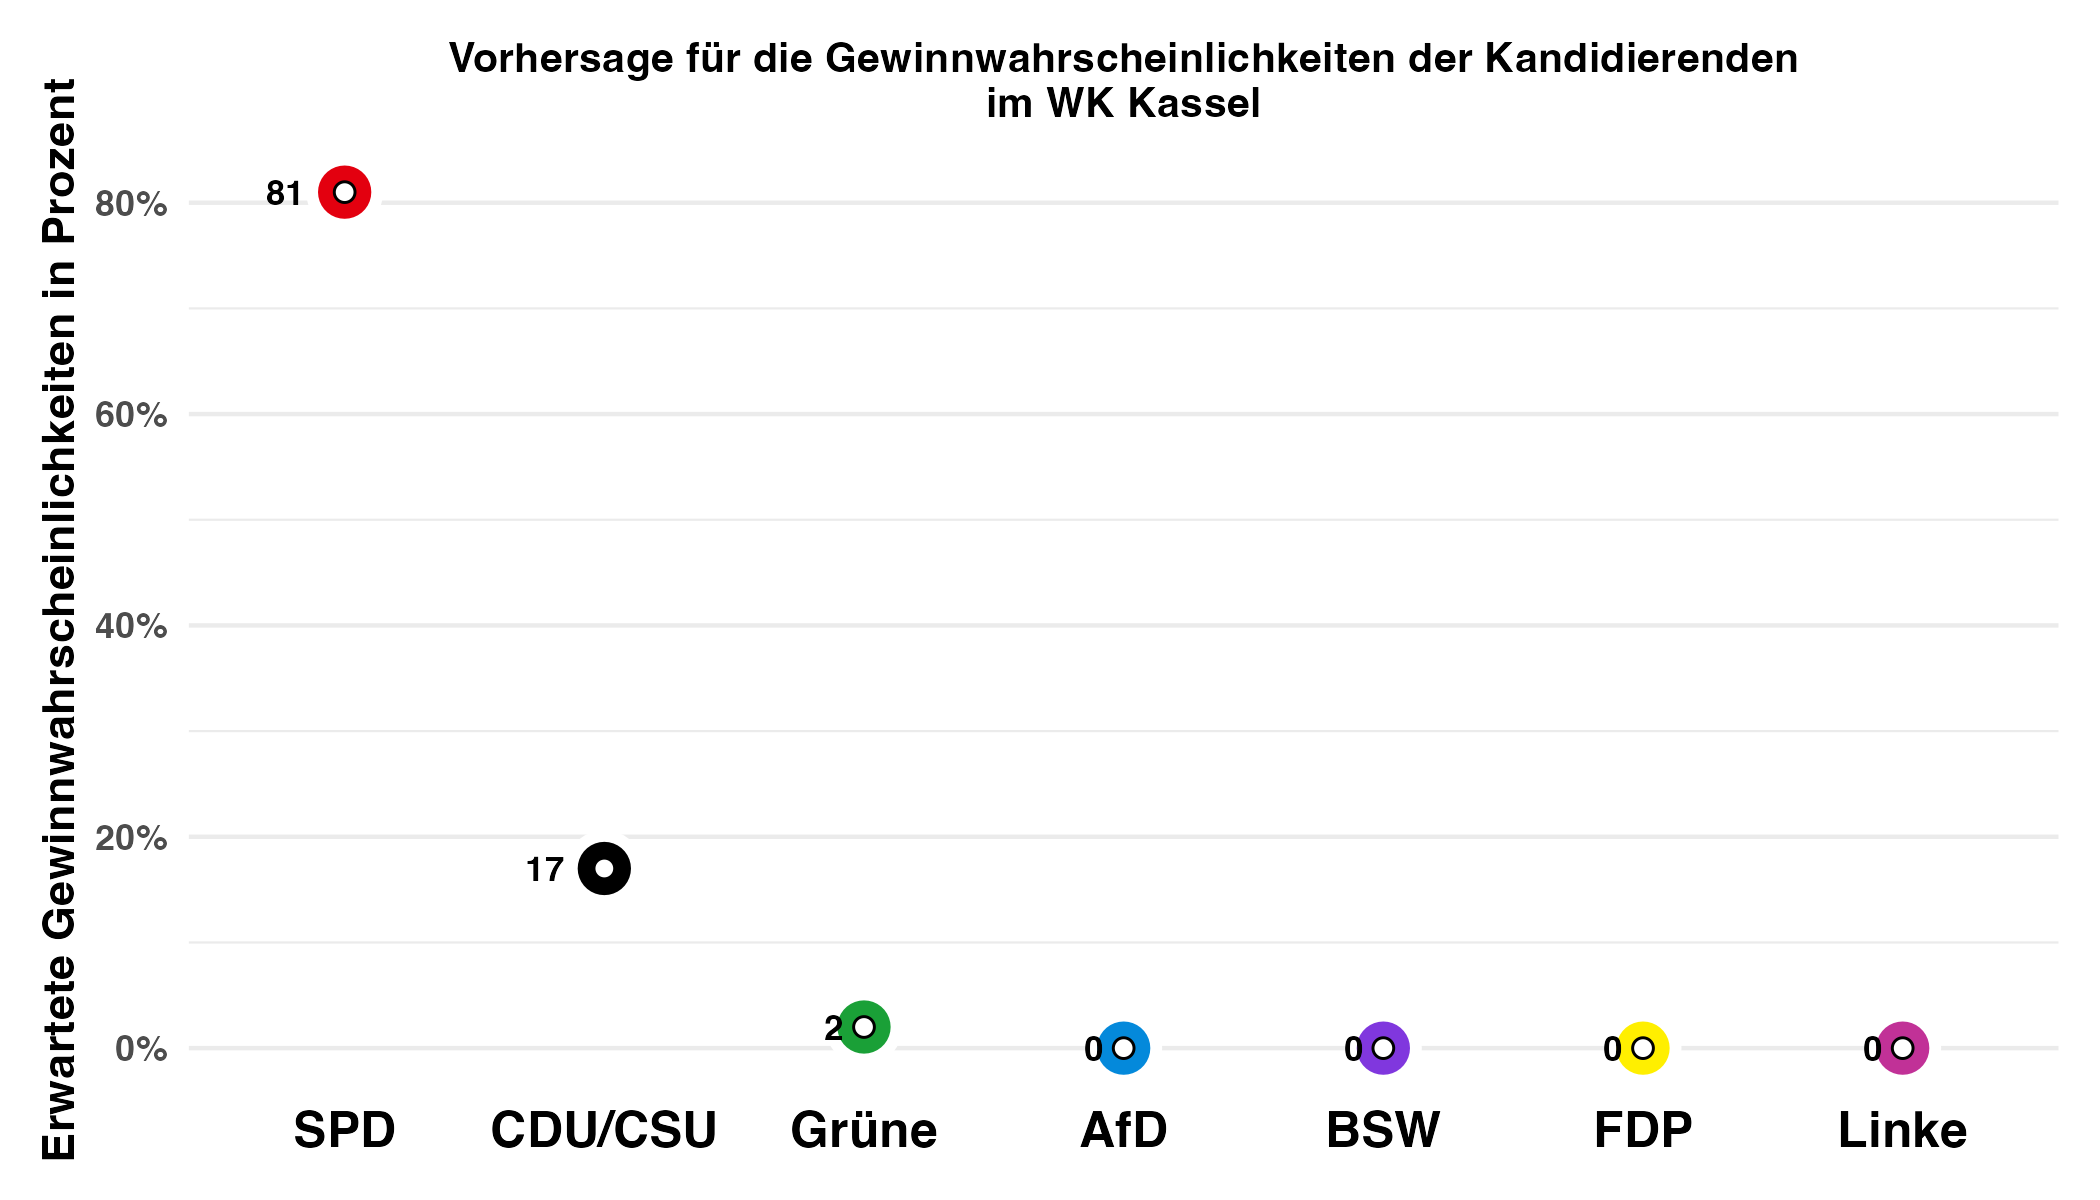 Vorhersage für die Gewinnwahrscheinlichkeiten der Kandidierenden
im WK Kassel
Erwartete Gewinnwahrscheinlichkeiten in Prozent
80%
60%
40%
20%
0%
81
17
2
0
0
0
0
SPD
CDU/CSU
Grüne
AfD
BSW
FDP
Linke